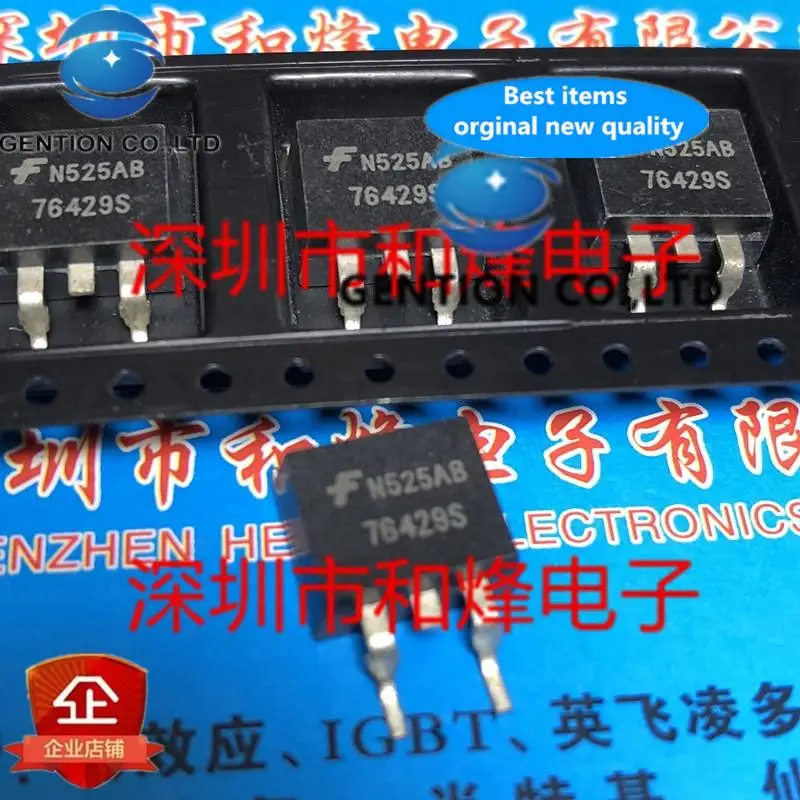 深圳市和烽电子有限公
GENTION CO.,LTD
Best items
orginal new quality
N525AB
76429S
N525AB
76429S
N525AB
76429S
深圳市和烽电子
GENTION CO.,LTD
圳市和烽电子有限
N525AB
76429S
ENZHEN HE ELECTRONICS
深圳市和烽电子
企
企业店铺
效应、IGBT、英飞凌多